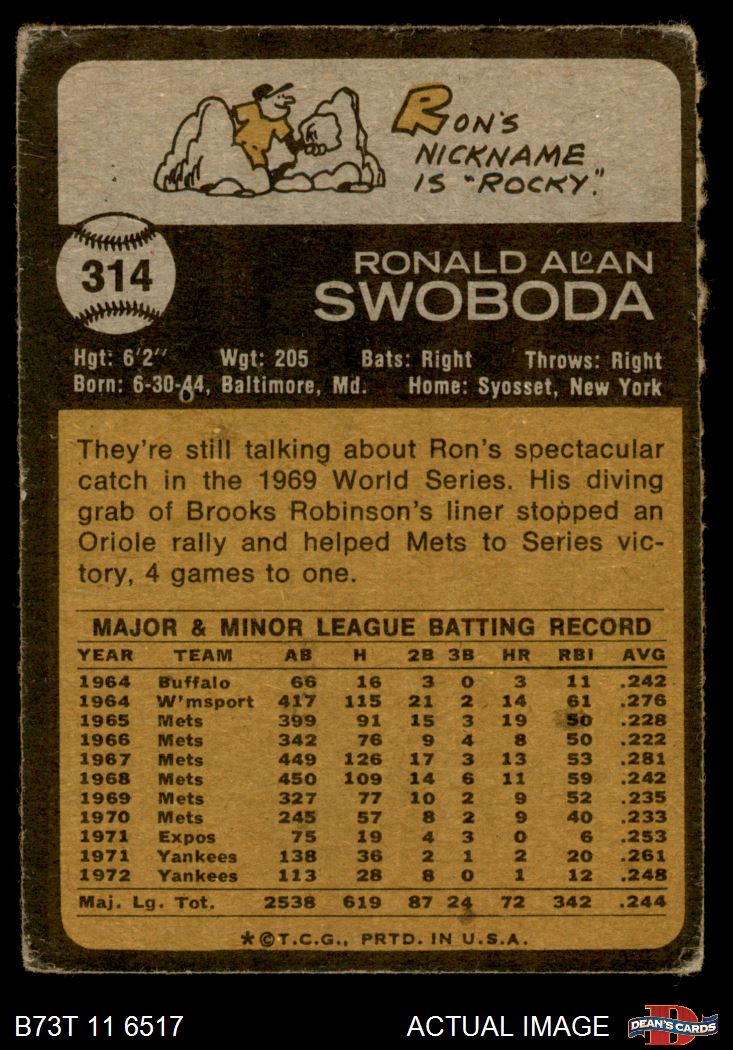 RON'S
NICKNAME
IS "ROCKY."
314
RONALD ALAN
SWOBODA
Hgt: 6'2" Wgt: 205 Bats: Right Throws: Right
Born: 6-30-44, Baltimore, Md. Home: Syosset, New York
They're still talking about Ron's spectacular
catch in the 1969 World Series. His diving
grab of Brooks Robinson's liner stopped an
Oriole rally and helped Mets to Series vic-
tory, 4 games to one.
MAJOR & MINOR LEAGUE BATTING RECORD
YEAR TEAM AB H 2B 3B HR RBI AVG
1964 Buffalo 66 16 3 0 3 11 .242
1964 W'msport 417 115 21 2 14 61 .276
1965 Mets 399 91 15 3 19 50 .228
1966 Mets 342 76 9 4 8 50 .222
1967 Mets 449 126 17 3 13 53 .281
1968 Mets 450 109 14 6 11 59 .242
1969 Mets 327 77 10 2 9 52 .235
1970 Mets 245 57 8 2 9 40 .233
1971 Expos 75 19 4 3 0 6 .253
1971 Yankees 138 36 2 1 2 20 .261
1972 Yankees 113 28 8 0 1 12 .248
Maj. Lg. Tot. 2538 619 87 24 72 342 .244
*©T.C.G., PRTD. IN U.S.A.
B73T 11 6517 ACTUAL IMAGE D DEAN'S CARDS